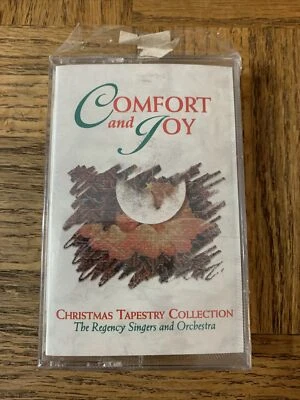 COMFORT
and JOY
CHRISTMAS TAPESTRY COLLECTION
The Regency Singers and Orchestra